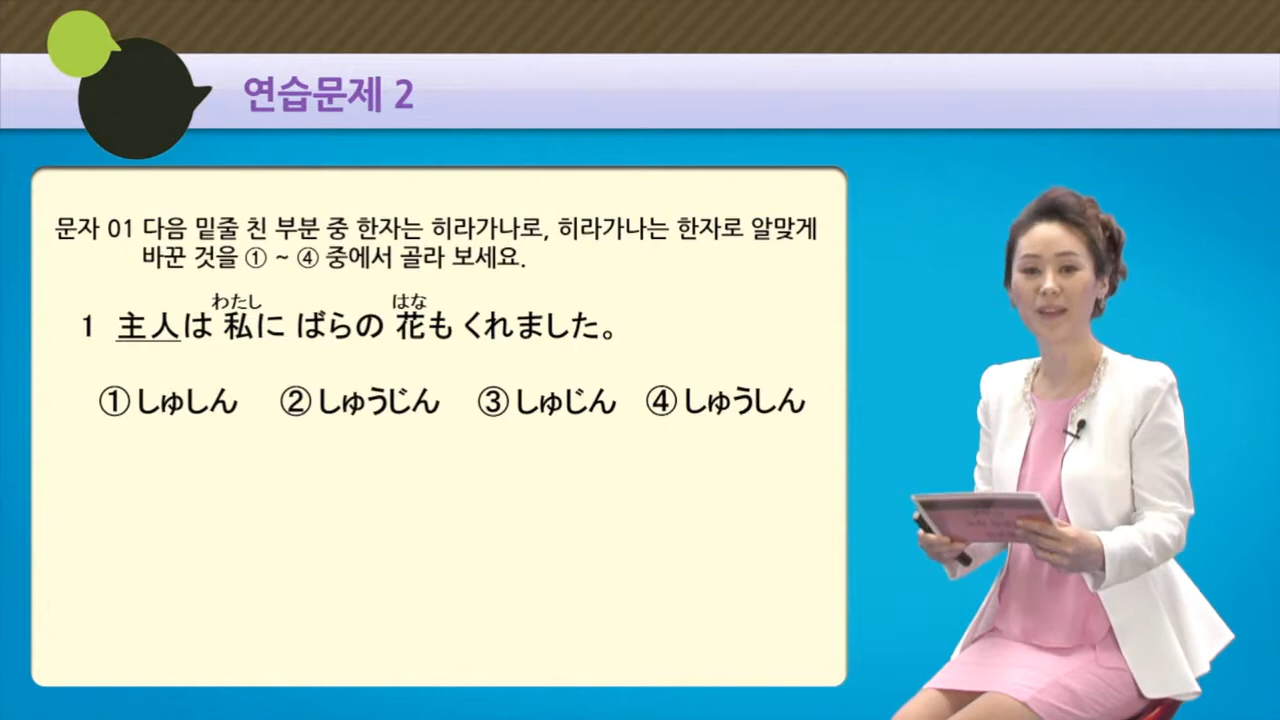 연습문제 2
문자 01 다음 밑줄 친 부분 중 한자는 히라가나로, 히라가나는 한자로 알맞게
바꾼 것을 ① ~ ④ 중에서 골라 보세요.
わたし はな
1 主人は 私に ばらの 花も くれました。
① しゅしん ② しゅうじん ③ しゅじん ④ しゅうしん